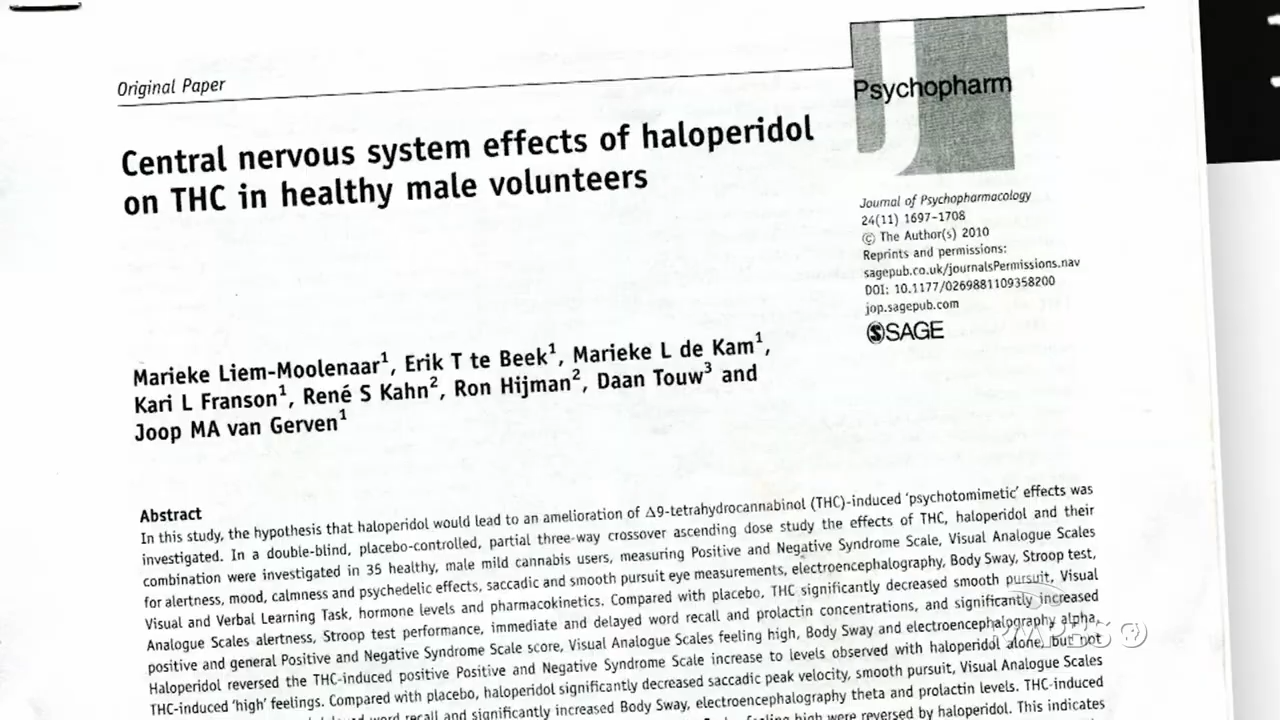 Original Paper
Psychopharm
Central nervous system effects of haloperidol
on THC in healthy male volunteers
Journal of Psychopharmacology
24(11) 1697–1708
© The Author(s) 2010
Reprints and permissions:
sagepub.co.uk/journalsPermissions.nav
DOI: 10.1177/0269881109358200
jop.sagepub.com
SAGE
Marieke Liem-Moolenaar1, Erik T te Beek1, Marieke L de Kam1,
Kari L Franson1, René S Kahn2, Ron Hijman2, Daan Touw3 and
Joop MA van Gerven1
Abstract
In this study, the hypothesis that haloperidol would lead to an amelioration of Δ9-tetrahydrocannabinol (THC)-induced 'psychotomimetic' effects was
investigated. In a double-blind, placebo-controlled, partial three-way crossover ascending dose study the effects of THC, haloperidol and their
combination were investigated in 35 healthy, male mild cannabis users, measuring Positive and Negative Syndrome Scale, Visual Analogue Scales
for alertness, mood, calmness and psychedelic effects, saccadic and smooth pursuit eye measurements, electroencephalography, Body Sway, Stroop test,
Visual and Verbal Learning Task, hormone levels and pharmacokinetics. Compared with placebo, THC significantly decreased smooth pursuit, Visual
Analogue Scales alertness, Stroop test performance, immediate and delayed word recall and prolactin concentrations, and significantly increased
positive and general Positive and Negative Syndrome Scale score, Visual Analogue Scales feeling high, Body Sway and electroencephalography alpha.
Haloperidol reversed the THC-induced positive Positive and Negative Syndrome Scale increase to levels observed with haloperidol alone, but not
THC-induced 'high' feelings. Compared with placebo, haloperidol significantly decreased saccadic peak velocity, smooth pursuit, Visual Analogue Scales
word recall and significantly increased Body Sway, electroencephalography theta and prolactin levels. THC-induced
feeling high were reversed by haloperidol. This indicates